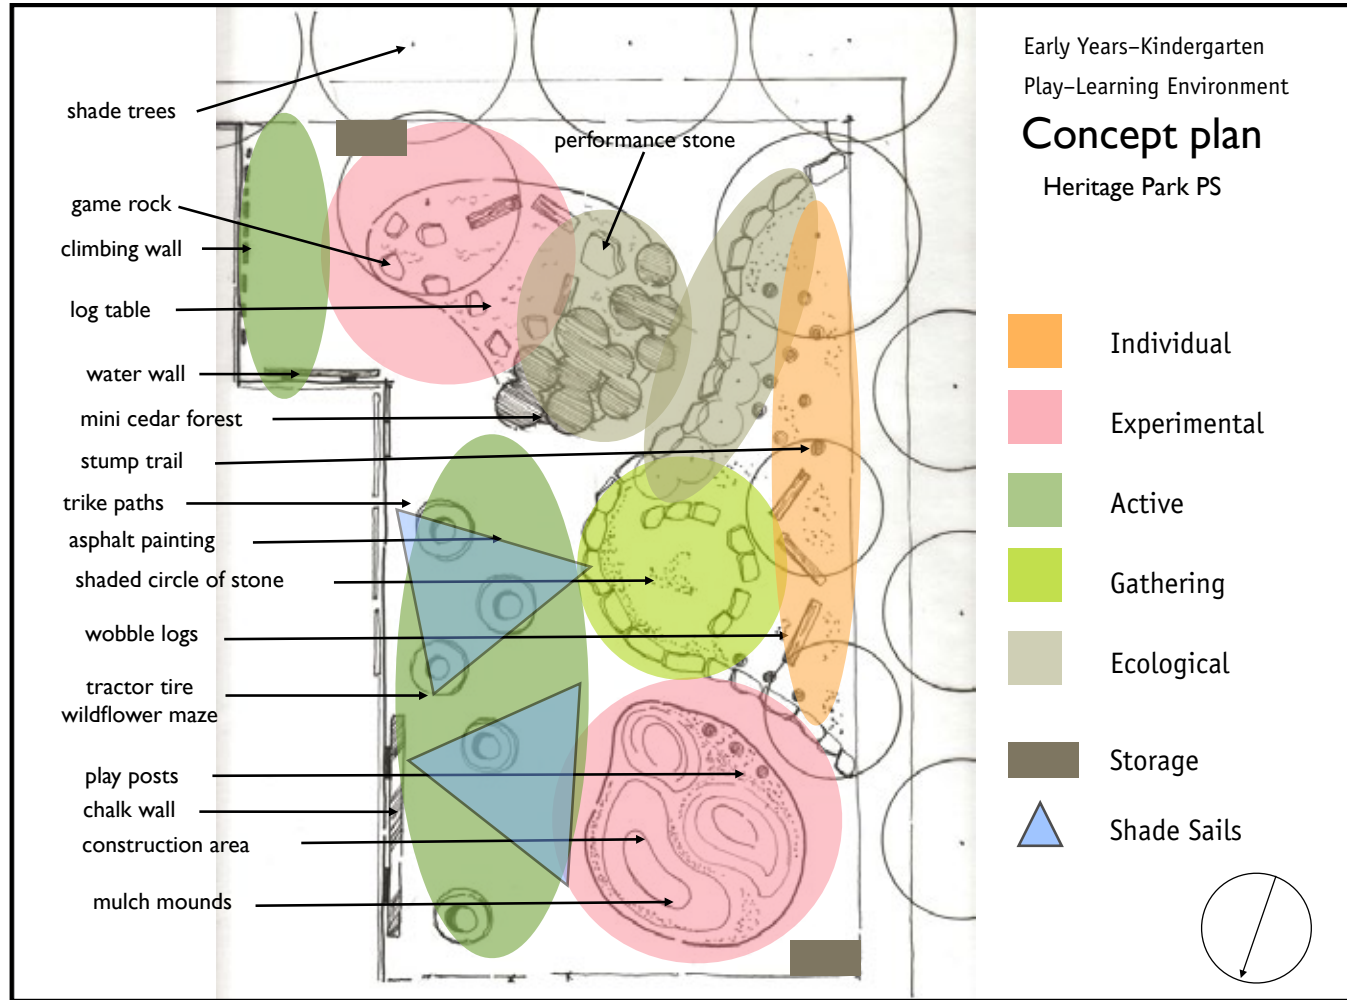 shade trees
performance stone
game rock
climbing wall
log table
water wall
mini cedar forest
stump trail
trike paths
asphalt painting
shaded circle of stone
wobble logs
tractor tire
wildflower maze
play posts
chalk wall
construction area
mulch mounds
Early Years–Kindergarten
Play–Learning Environment
Concept plan
Heritage Park PS
Individual
Experimental
Active
Gathering
Ecological
Storage
Shade Sails